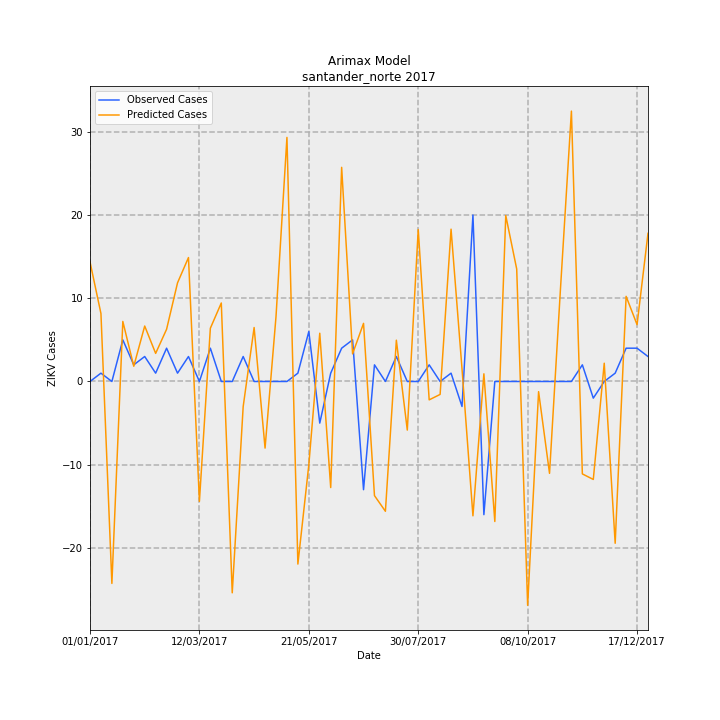 Arimax Model
santander_norte 2017
Observed Cases
Predicted Cases
ZIKV Cases
30
20
10
0
−10
−20
01/01/2017
12/03/2017
21/05/2017
30/07/2017
08/10/2017
17/12/2017
Date